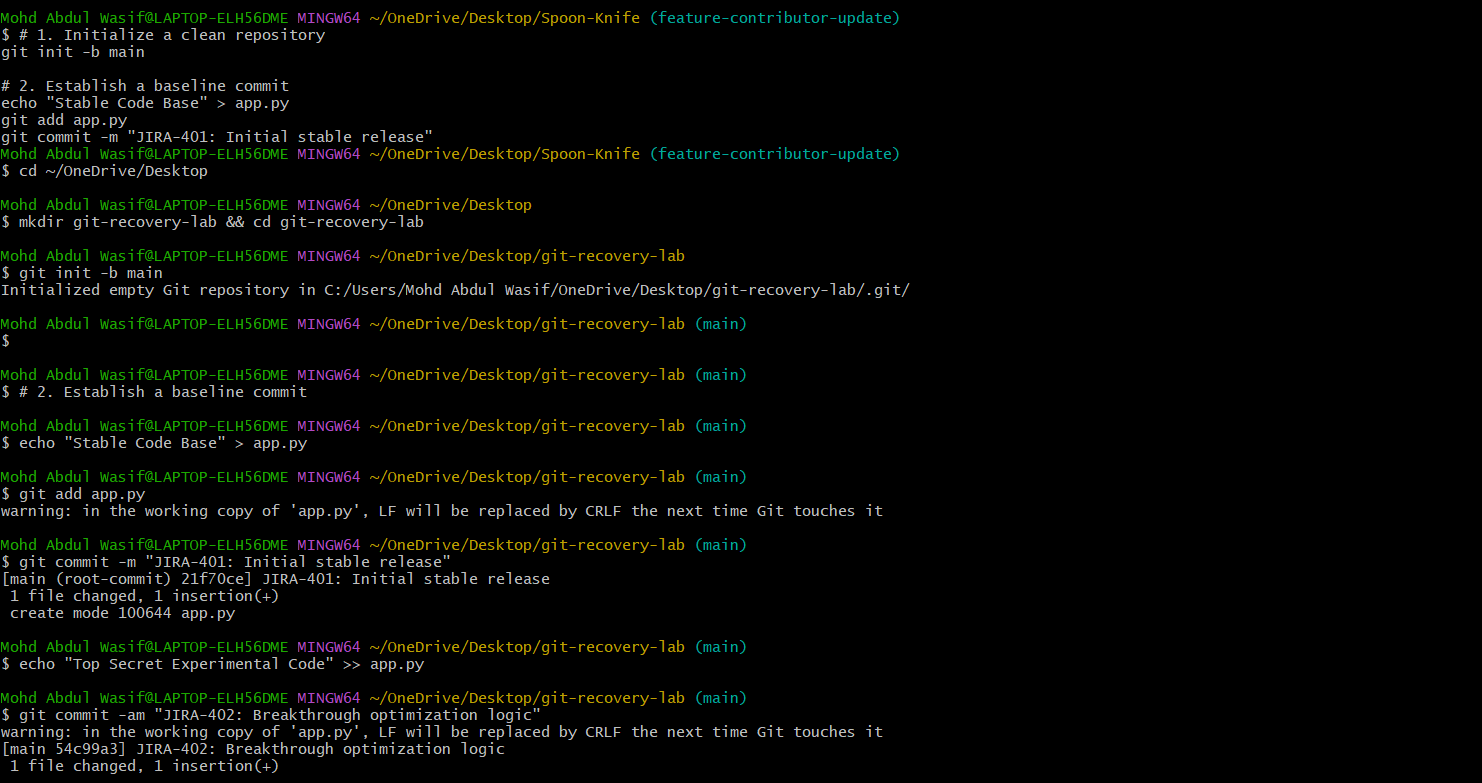 Mohd Abdul Wasif@LAPTOP-ELH56DME MINGW64 ~/OneDrive/Desktop/Spoon-Knife (feature-contributor-update)
$ # 1. Initialize a clean repository
git init -b main
# 2. Establish a baseline commit
echo "Stable Code Base" > app.py
git add app.py
git commit -m "JIRA-401: Initial stable release"
Mohd Abdul Wasif@LAPTOP-ELH56DME MINGW64 ~/OneDrive/Desktop/Spoon-Knife (feature-contributor-update)
$ cd ~/OneDrive/Desktop
Mohd Abdul Wasif@LAPTOP-ELH56DME MINGW64 ~/OneDrive/Desktop
$ mkdir git-recovery-lab && cd git-recovery-lab
Mohd Abdul Wasif@LAPTOP-ELH56DME MINGW64 ~/OneDrive/Desktop/git-recovery-lab
$ git init -b main
Initialized empty Git repository in C:/Users/Mohd Abdul Wasif/OneDrive/Desktop/git-recovery-lab/.git/
Mohd Abdul Wasif@LAPTOP-ELH56DME MINGW64 ~/OneDrive/Desktop/git-recovery-lab (main)
$
Mohd Abdul Wasif@LAPTOP-ELH56DME MINGW64 ~/OneDrive/Desktop/git-recovery-lab (main)
$ # 2. Establish a baseline commit
Mohd Abdul Wasif@LAPTOP-ELH56DME MINGW64 ~/OneDrive/Desktop/git-recovery-lab (main)
$ echo "Stable Code Base" > app.py
Mohd Abdul Wasif@LAPTOP-ELH56DME MINGW64 ~/OneDrive/Desktop/git-recovery-lab (main)
$ git add app.py
warning: in the working copy of 'app.py', LF will be replaced by CRLF the next time Git touches it
Mohd Abdul Wasif@LAPTOP-ELH56DME MINGW64 ~/OneDrive/Desktop/git-recovery-lab (main)
$ git commit -m "JIRA-401: Initial stable release"
[main (root-commit) 21f70ce] JIRA-401: Initial stable release
 1 file changed, 1 insertion(+)
 create mode 100644 app.py
Mohd Abdul Wasif@LAPTOP-ELH56DME MINGW64 ~/OneDrive/Desktop/git-recovery-lab (main)
$ echo "Top Secret Experimental Code" >> app.py
Mohd Abdul Wasif@LAPTOP-ELH56DME MINGW64 ~/OneDrive/Desktop/git-recovery-lab (main)
$ git commit -am "JIRA-402: Breakthrough optimization logic"
warning: in the working copy of 'app.py', LF will be replaced by CRLF the next time Git touches it
[main 54c99a3] JIRA-402: Breakthrough optimization logic
 1 file changed, 1 insertion(+)